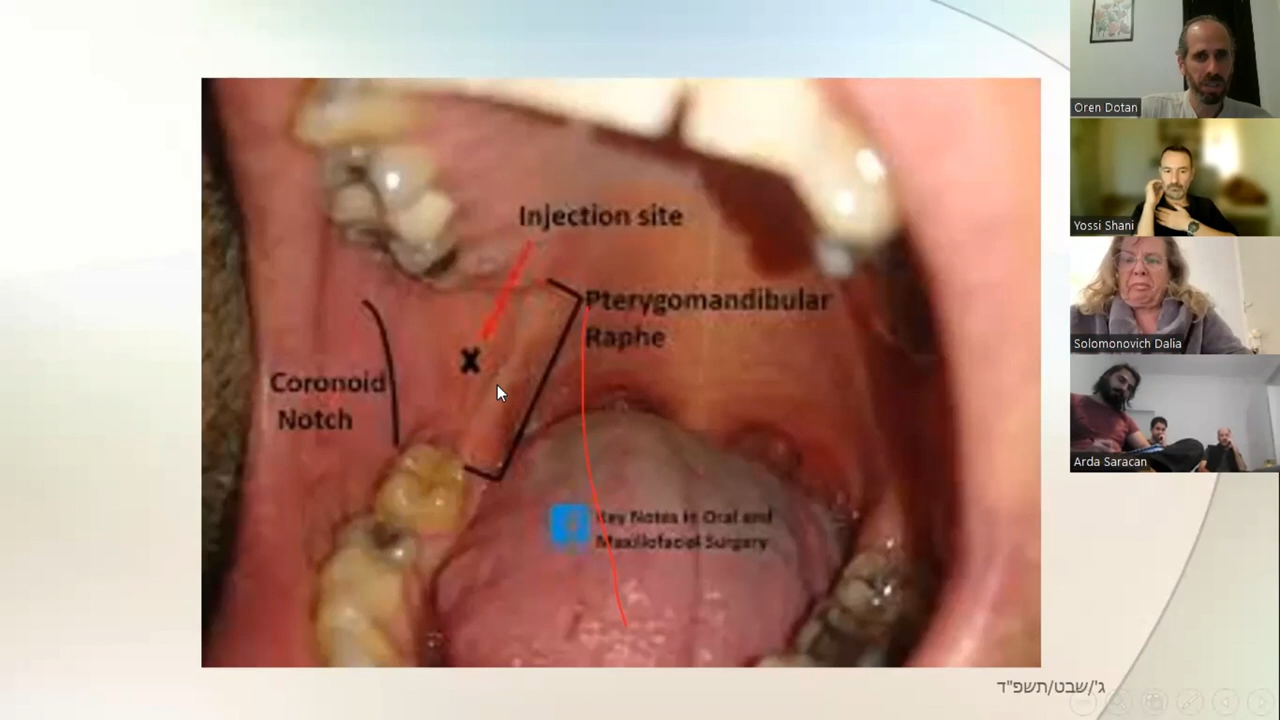 Injection site
Pterygomandibular
Raphe
Coronoid
Notch
x
Key Notes in Oral and
Maxillofacial Surgery
ג'/שבט/תשפ"ד
Oren Dotan
Yossi Shani
Solomonovich Dalia
Arda Saracan